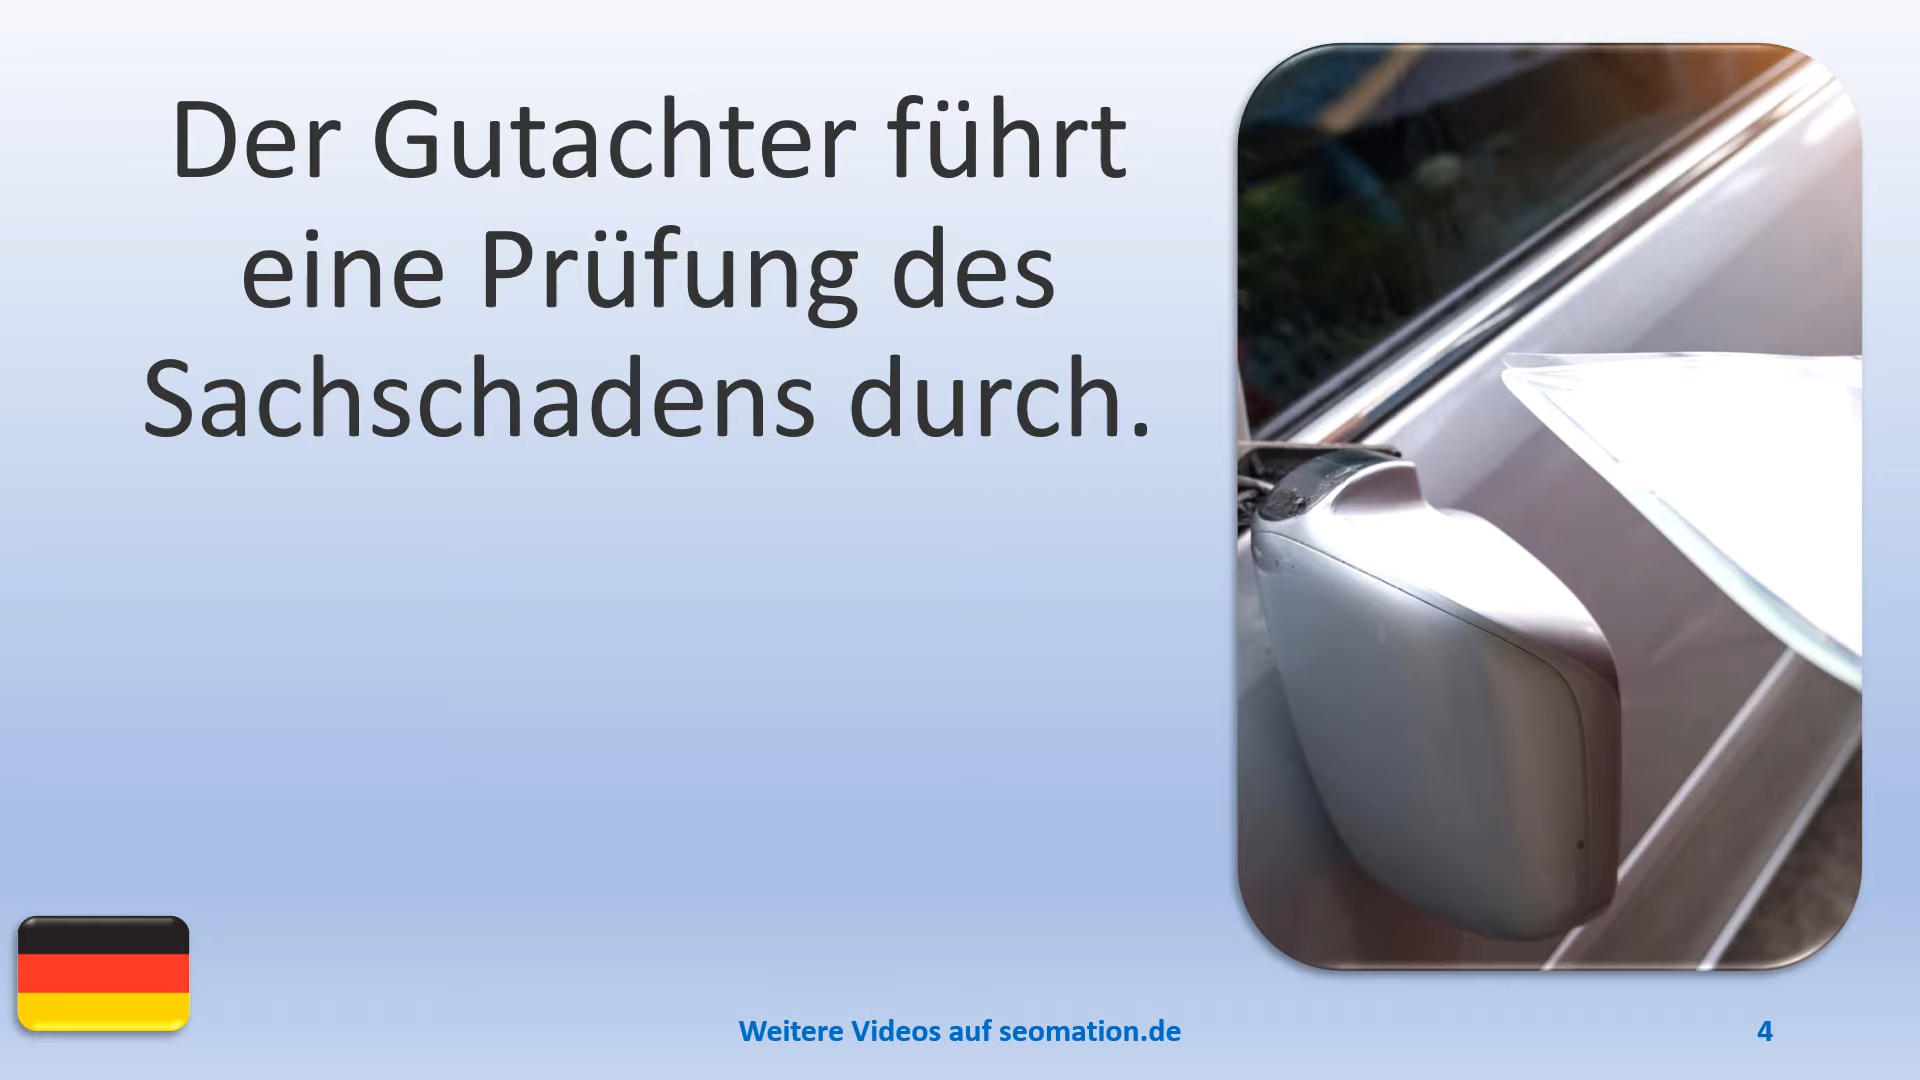 Der Gutachter führt
eine Prüfung des
Sachschadens durch.
Weitere Videos auf seomation.de
4